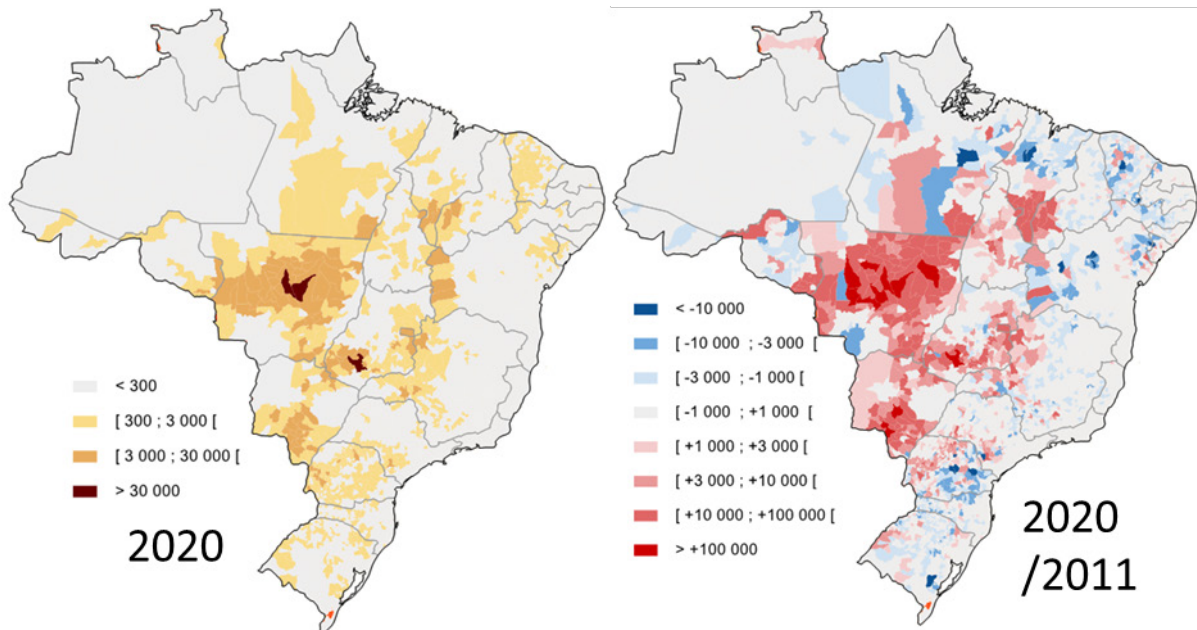 < 300
[ 300 ; 3 000 [
[ 3 000 ; 30 000 [
> 30 000
2020
< -10 000
[ -10 000 ; -3 000 [
[ -3 000 ; -1 000 [
[ -1 000 ; +1 000 [
[ +1 000 ; +3 000 [
[ +3 000 ; +10 000 [
[ +10 000 ; +100 000 [
> +100 000
2020
/2011